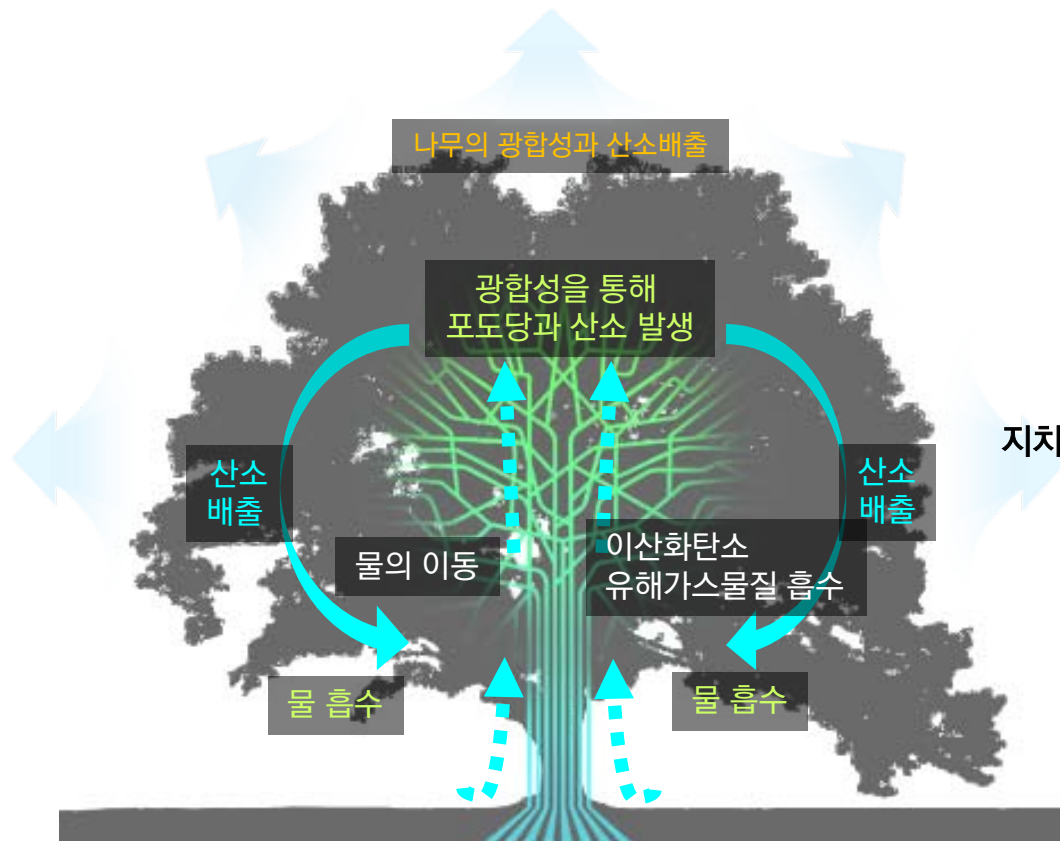 나무의 광합성과 산소배출
광합성을 통해
포도당과 산소 발생
지치
산소
배출
산소
배출
물의 이동
이산화탄소
유해가스물질 흡수
물 흡수
물 흡수